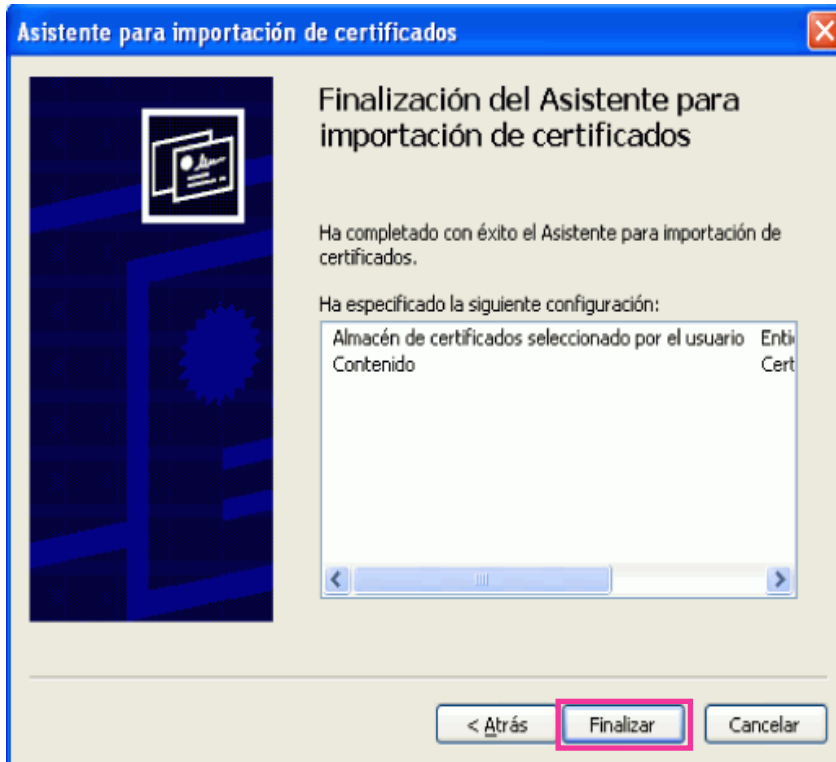 Asistente para importación de certificados
Finalización del Asistente para
importación de certificados
Ha completado con éxito el Asistente para importación de
certificados.
Ha especificado la siguiente configuración:
Almacén de certificados seleccionado por el usuario Enti
Contenido Cert
< Atrás Finalizar Cancelar